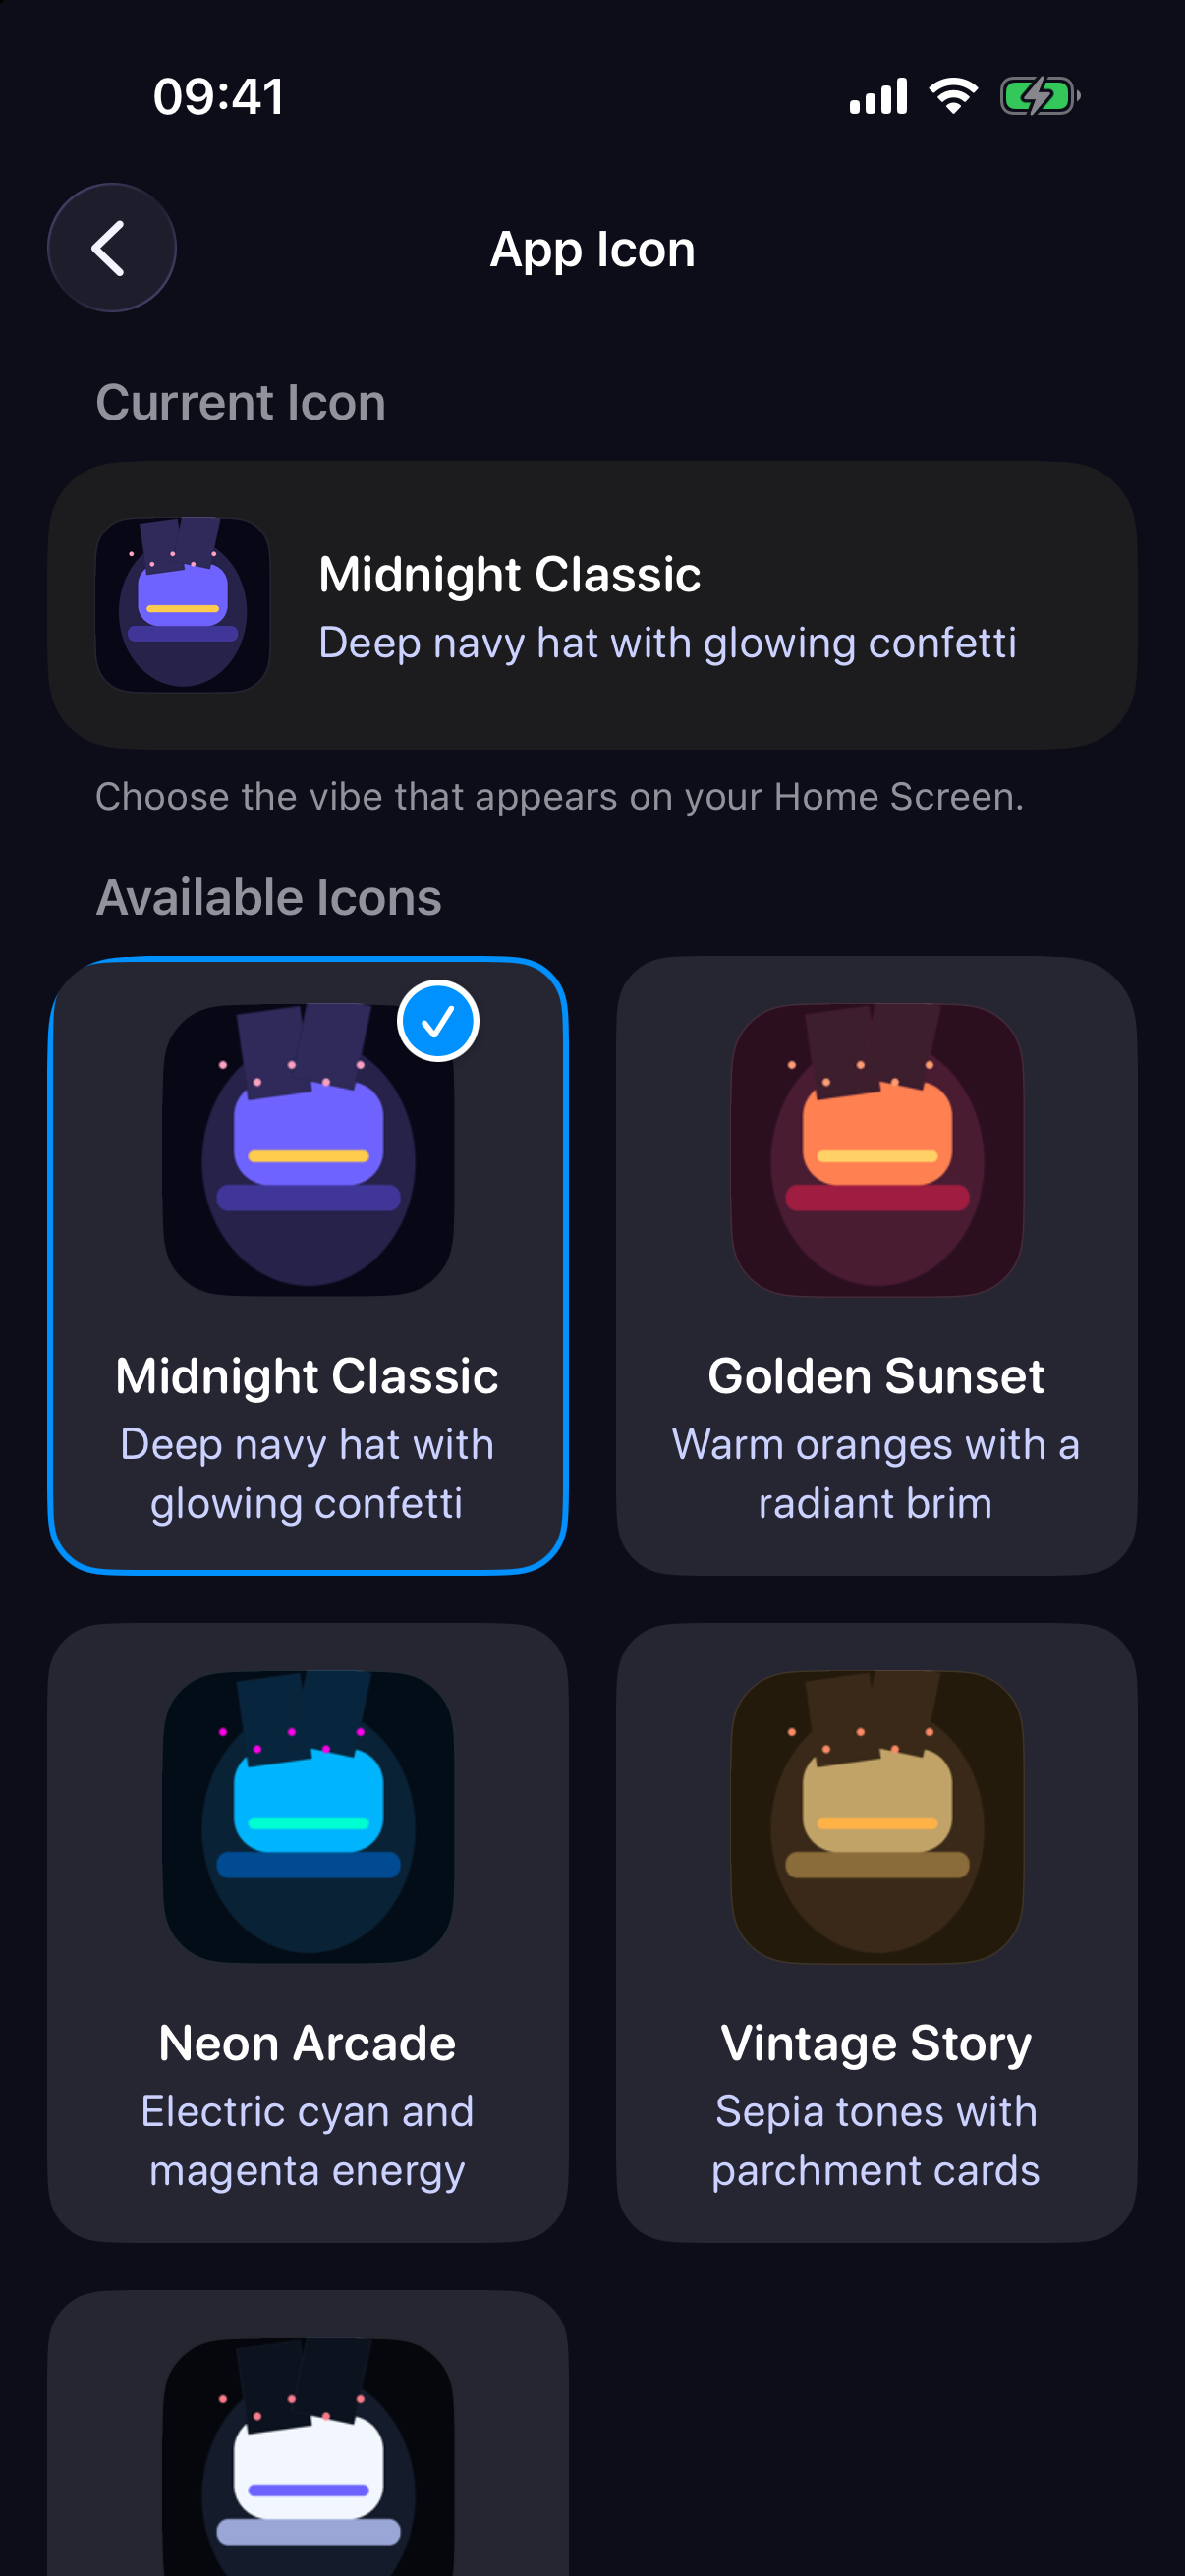 09:41
App Icon
Current Icon
Midnight Classic
Deep navy hat with glowing confetti
Choose the vibe that appears on your Home Screen.
Available Icons
Midnight Classic
Deep navy hat with
glowing confetti
Golden Sunset
Warm oranges with a
radiant brim
Neon Arcade
Electric cyan and
magenta energy
Vintage Story
Sepia tones with
parchment cards